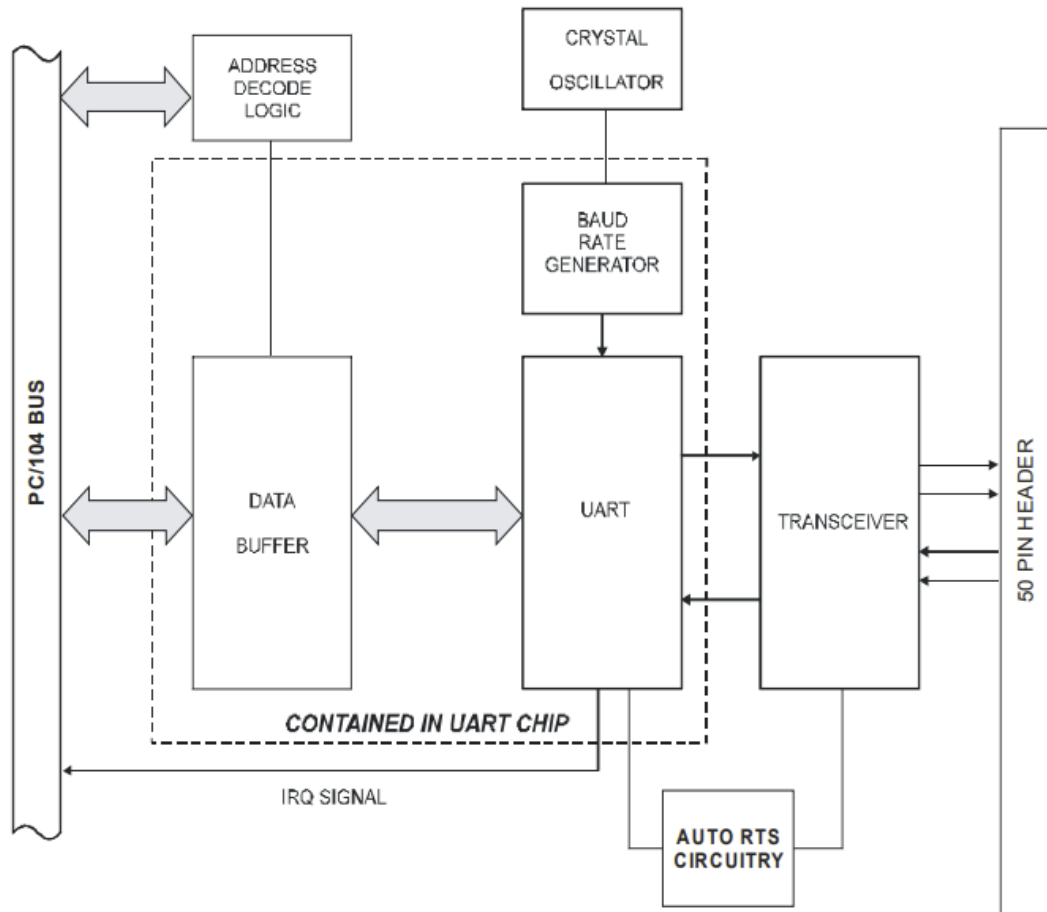 ADDRESS
DECODE
LOGIC
CRYSTAL
OSCILLATOR
BAUD
RATE
GENERATOR
PC/104 BUS
DATA
BUFFER
UART
TRANSCEIVER
50 PIN HEADER
CONTAINED IN UART CHIP
IRQ SIGNAL
AUTO RTS
CIRCUITRY